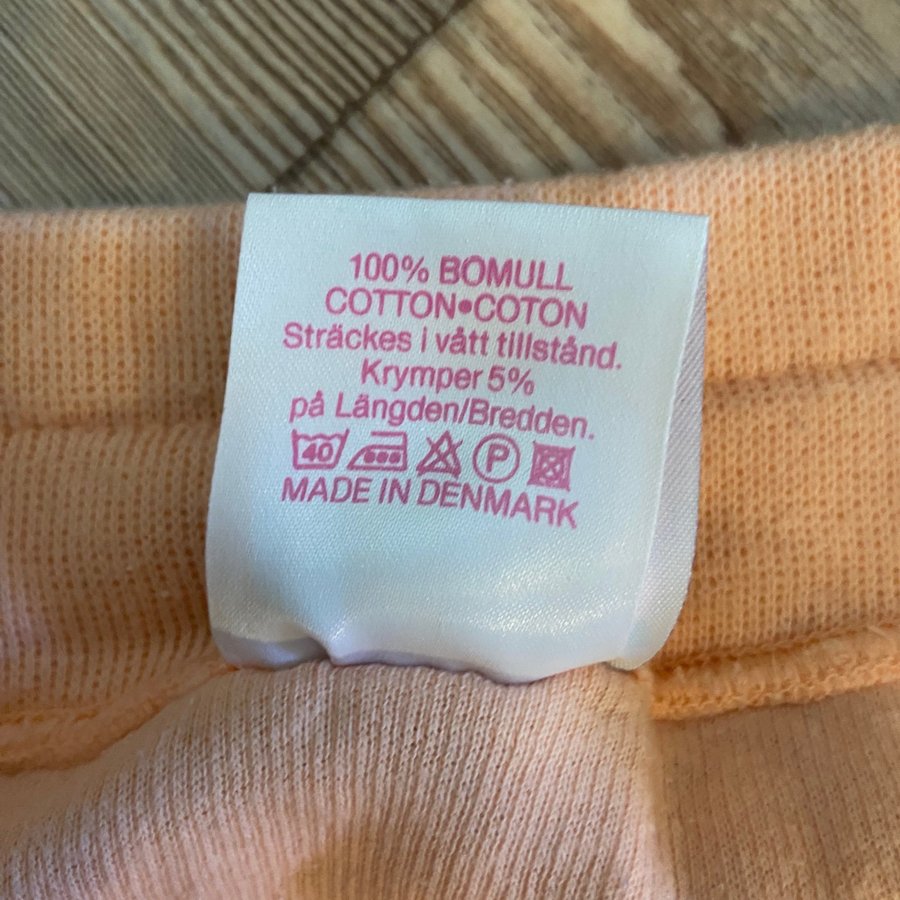 100% BOMULL
COTTON•COTON
Sträckes i vått tillstånd.
Krymper 5%
på Längden/Bredden.
40 P
MADE IN DENMARK